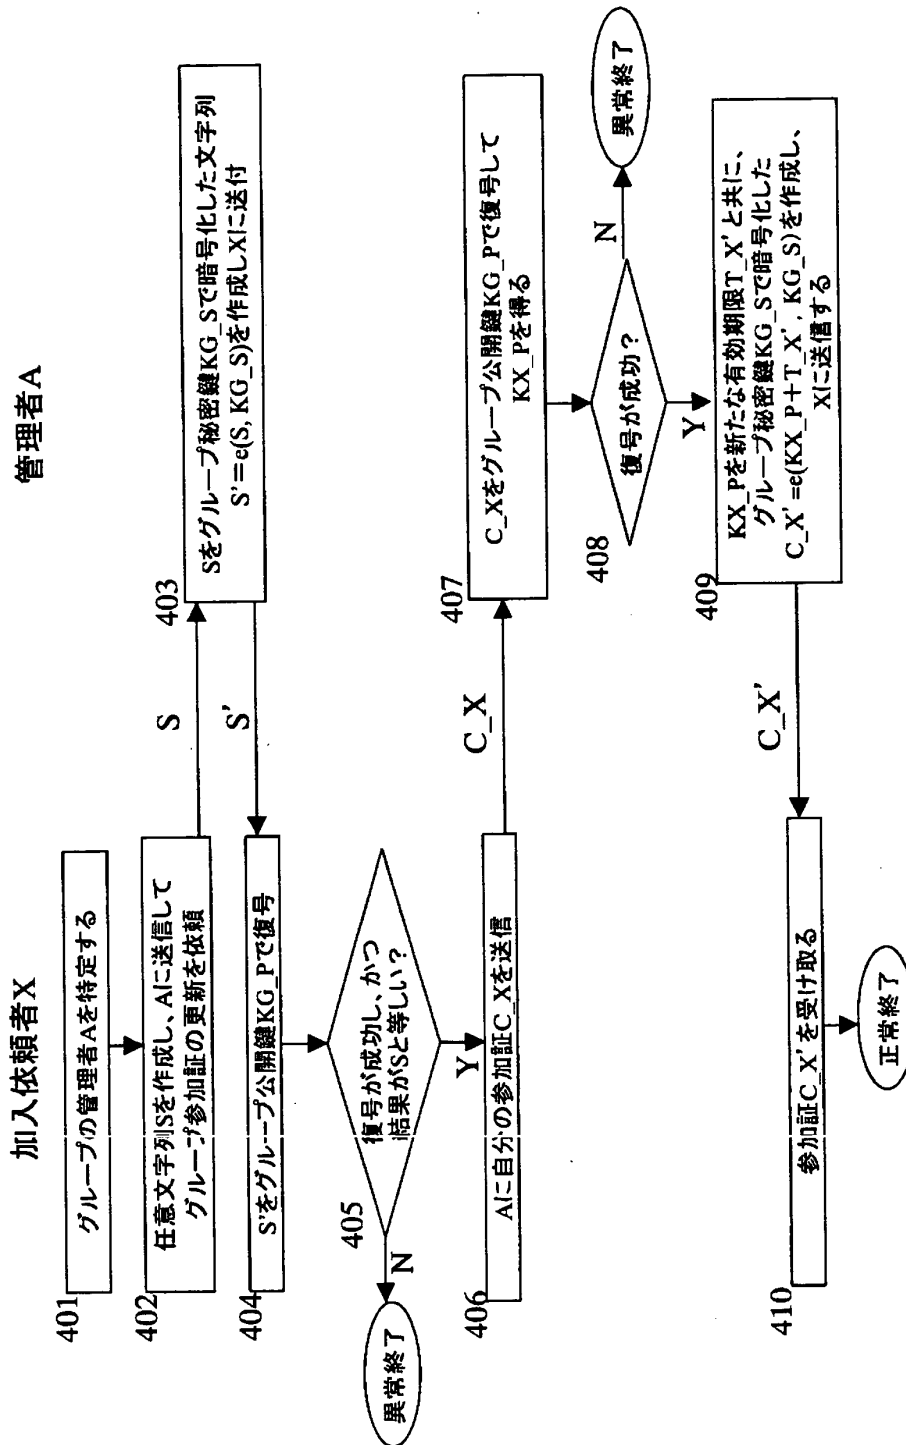 加入依頼者X
管理者A
401
グループの管理者Aを特定する
402
任意文字列Sを作成し、Aに送信して
グループ参加証の更新を依頼
S
403
Sをグループ秘密鍵KG_Sで暗号化した文字列
S'=e(S, KG_S)を作成しXに送付
S'
404
S'をグループ公開鍵KG_Pで復号
405
復号が成功し、かつ
結果がSと等しい?
N
異常終了
Y
406
Aに自分の参加証C_Xを送信
C_X
407
C_Xをグループ公開鍵KG_Pで復号して
KX_Pを得る
408
復号が成功?
N
異常終了
Y
409
KX_Pを新たな有効期限T_X'と共に、
グループ秘密鍵KG_Sで暗号化した
C_X'=e(KX_P+T_X', KG_S)を作成し、
Xに送信する
C_X'
410
参加証C_X'を受け取る
正常終了